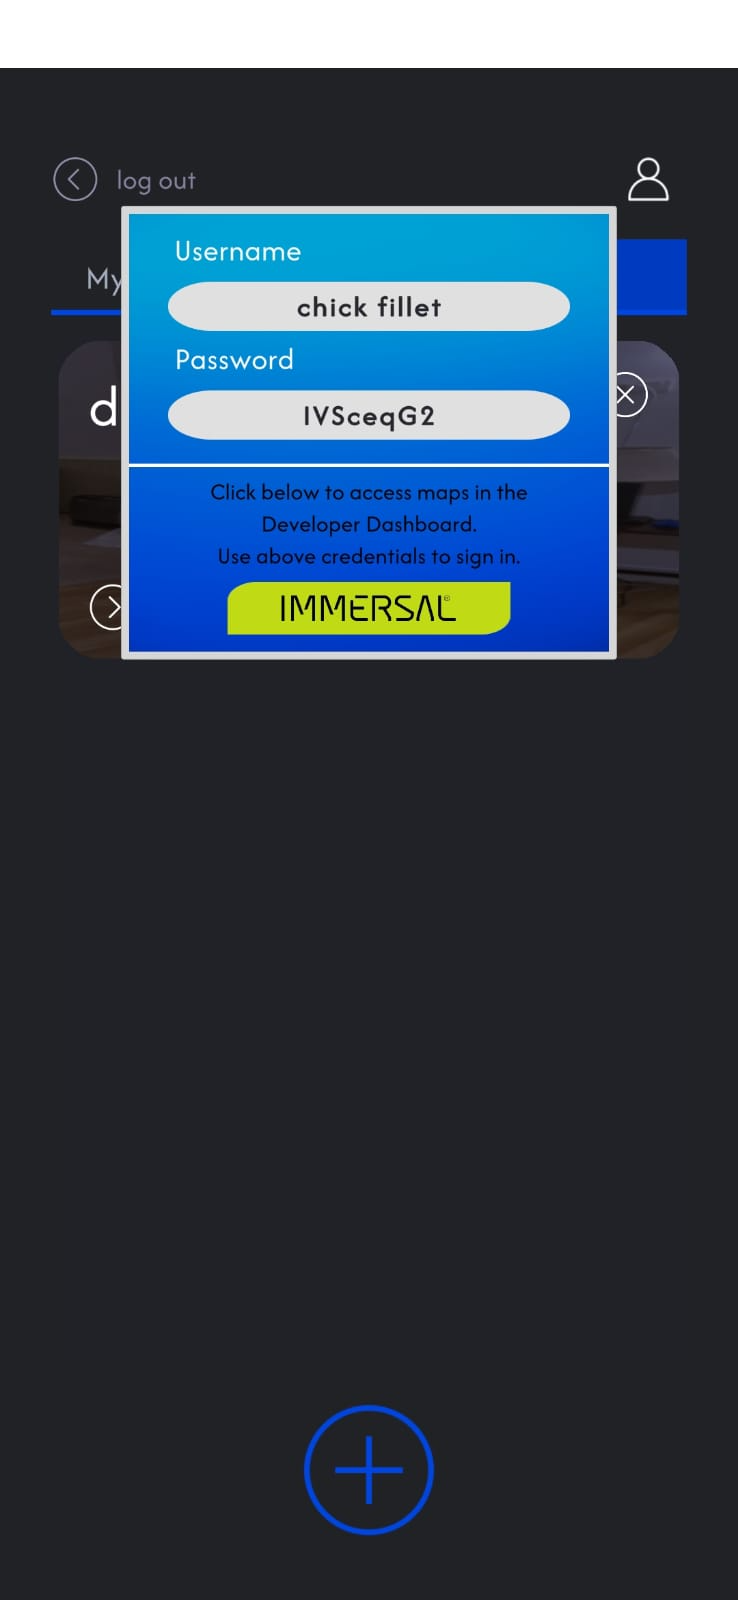 log out
Username
My
chick fillet
Password
d
IVSceqG2
Click below to access maps in the
Developer Dashboard.
Use above credentials to sign in.
IMMERSAL®